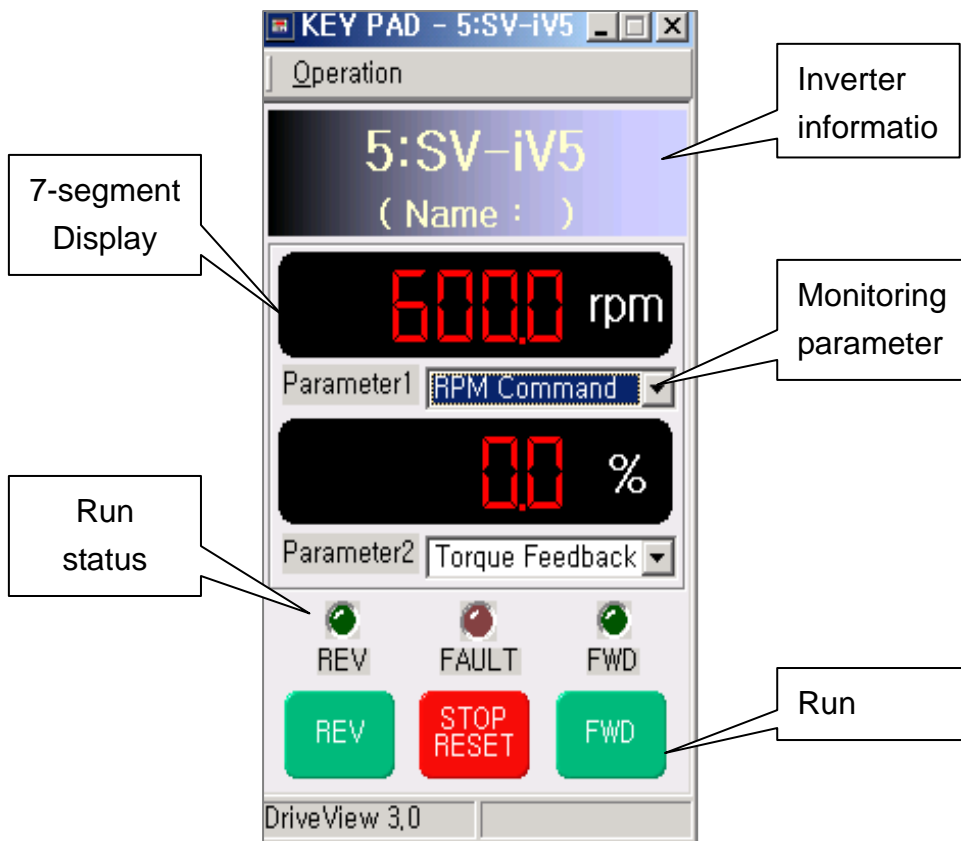 KEY PAD - 5:SV-iV5
Operation
Inverter
informatio
5:SV-iV5
( Name : )
7-segment
Display
600.0 rpm
Monitoring
parameter
Parameter1 RPM Command
0.0 %
Run
status
Parameter2 Torque Feedback
REV FAULT FWD
REV
STOP
RESET
FWD
Run
DriveView 3,0